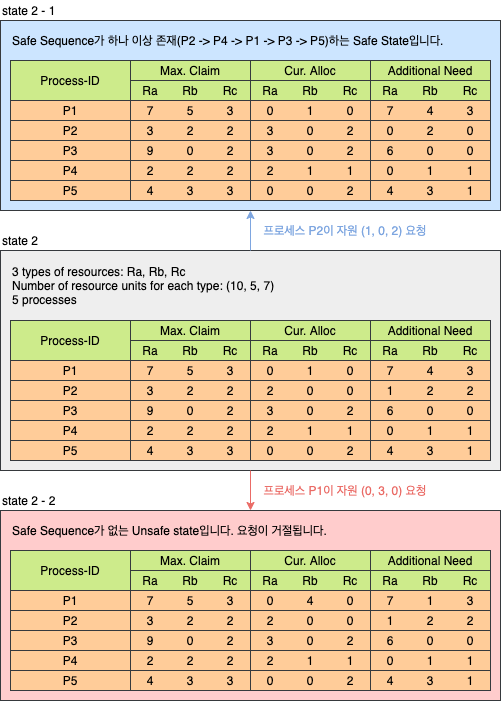 state 2 - 1
Safe Sequence가 하나 이상 존재(P2 -> P4 -> P1 -> P3 -> P5)하는 Safe State입니다.
Process-ID Max. Claim Cur. Alloc Additional Need
Ra Rb Rc Ra Rb Rc Ra Rb Rc
P1 7 5 3 0 1 0 7 4 3
P2 3 2 2 3 0 2 0 2 0
P3 9 0 2 3 0 2 6 0 0
P4 2 2 2 2 1 1 0 1 1
P5 4 3 3 0 0 2 4 3 1
프로세스 P2이 자원 (1, 0, 2) 요청
state 2
3 types of resources: Ra, Rb, Rc
Number of resource units for each type: (10, 5, 7)
5 processes
Process-ID Max. Claim Cur. Alloc Additional Need
Ra Rb Rc Ra Rb Rc Ra Rb Rc
P1 7 5 3 0 1 0 7 4 3
P2 3 2 2 2 0 0 1 2 2
P3 9 0 2 3 0 2 6 0 0
P4 2 2 2 2 1 1 0 1 1
P5 4 3 3 0 0 2 4 3 1
프로세스 P1이 자원 (0, 3, 0) 요청
state 2 - 2
Safe Sequence가 없는 Unsafe state입니다. 요청이 거절됩니다.
Process-ID Max. Claim Cur. Alloc Additional Need
Ra Rb Rc Ra Rb Rc Ra Rb Rc
P1 7 5 3 0 4 0 7 1 3
P2 3 2 2 2 0 0 1 2 2
P3 9 0 2 3 0 2 6 0 0
P4 2 2 2 2 1 1 0 1 1
P5 4 3 3 0 0 2 4 3 1